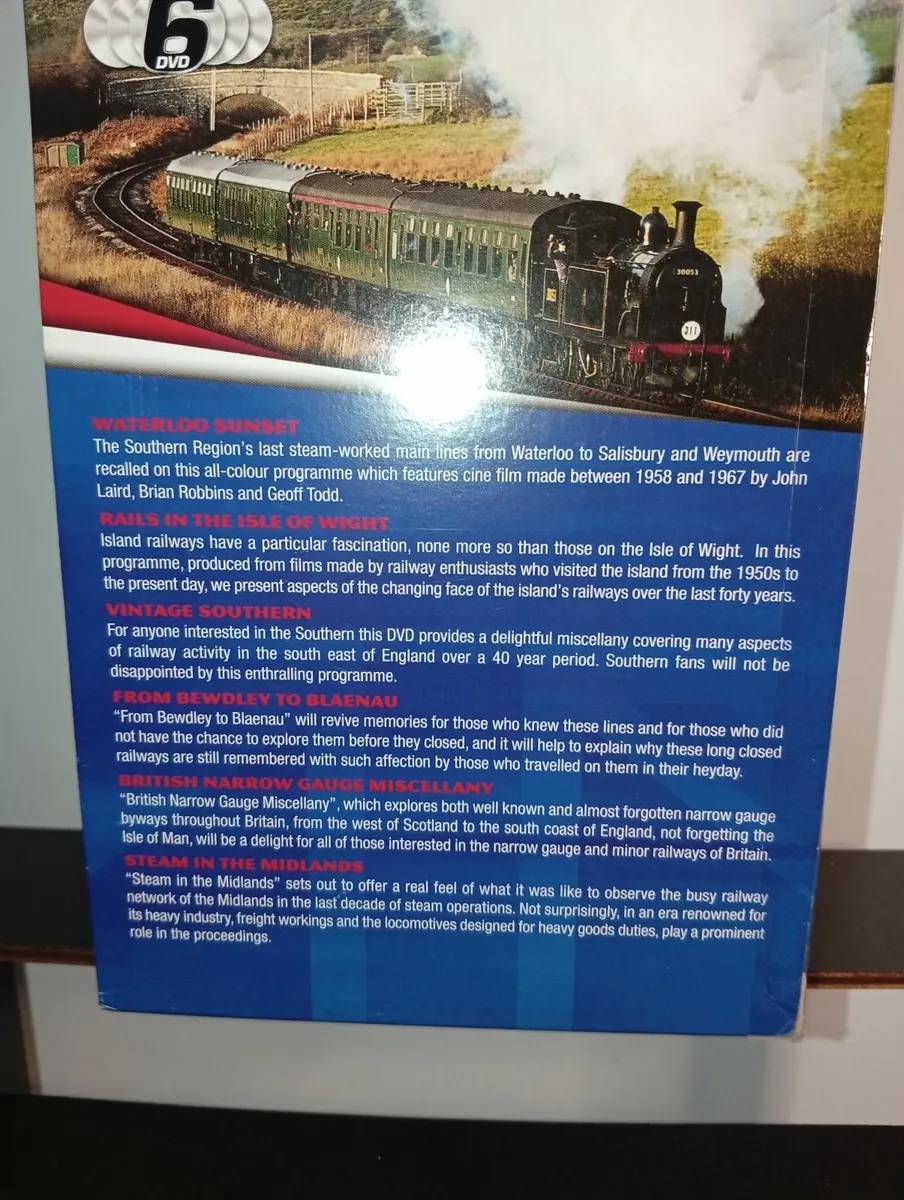 6
DVD
30053
311
WATERLOO SUNSET
The Southern Region's last steam-worked main lines from Waterloo to Salisbury and Weymouth are
recalled on this all-colour programme which features cine film made between 1958 and 1967 by John
Laird, Brian Robbins and Geoff Todd.
RAILS IN THE ISLE OF WIGHT
Island railways have a particular fascination, none more so than those on the Isle of Wight. In this
programme, produced from films made by railway enthusiasts who visited the island from the 1950s to
the present day, we present aspects of the changing face of the island's railways over the last forty years.
VINTAGE SOUTHERN
For anyone interested in the Southern this DVD provides a delightful miscellany covering many aspects
of railway activity in the south east of England over a 40 year period. Southern fans will not be
disappointed by this enthralling programme.
FROM BEWDLEY TO BLAENAU
"From Bewdley to Blaenau" will revive memories for those who knew these lines and for those who did
not have the chance to explore them before they closed, and it will help to explain why these long closed
railways are still remembered with such affection by those who travelled on them in their heyday.
BRITISH NARROW GAUGE MISCELLANY
"British Narrow Gauge Miscellany", which explores both well known and almost forgotten narrow gauge
byways throughout Britain, from the west of Scotland to the south coast of England, not forgetting the
Isle of Man, will be a delight for all of those interested in the narrow gauge and minor railways of Britain.
STEAM IN THE MIDLANDS
"Steam in the Midlands" sets out to offer a real feel of what it was like to observe the busy railway
network of the Midlands in the last decade of steam operations. Not surprisingly, in an era renowned for
its heavy industry, freight workings and the locomotives designed for heavy goods duties, play a prominent
role in the proceedings.